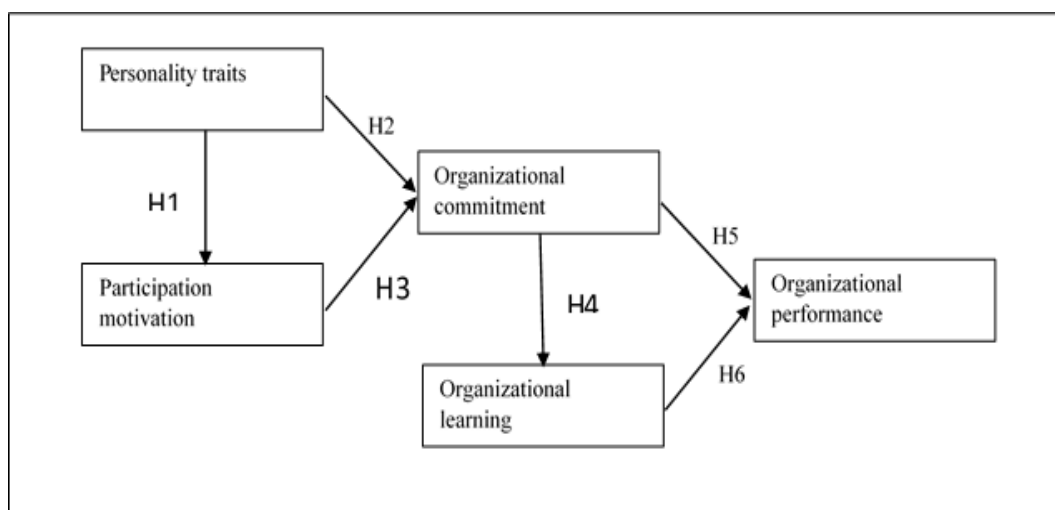 Personality traits
H2
Organizational
commitment
H1
H5
Participation
motivation
H3
Organizational
performance
H4
H6
Organizational
learning